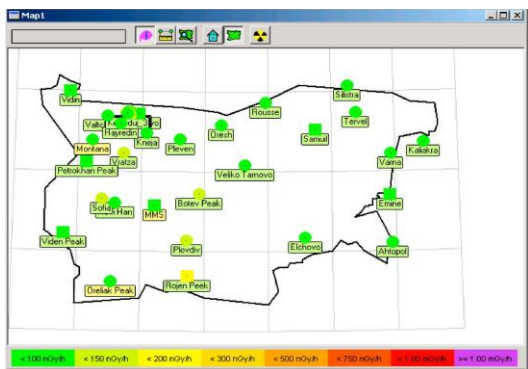 Map1
Silistra
Vidin
Rousse
Tervel
Oresh
Samuil
Hayredin
Kneja
Kaliakra
Montana
Pleven
Vratza
Varna
Petrokhan Peak
Veliko Tarnovo
Botev Peak
Emine
Sofia
Han
MMS
Viden Peak
Plovdiv
Elchovo
Ahtopol
Oreliak Peak
Rojen Peek
< 100 nGy/h < 150 nGy/h < 200 nGy/h < 300 nGy/h < 500 nGy/h < 750 nGy/h < 1.00 mGy/h >= 1.00 mGy/h